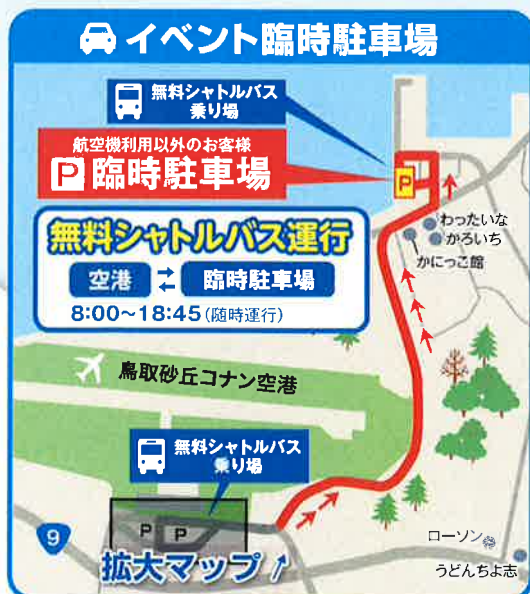 イベント臨時駐車場
無料シャトルバス
乗り場
航空機利用以外のお客様
P 臨時駐車場
P
わったいな
かろいち
かにっこ館
無料シャトルバス運行
空港 ⇄ 臨時駐車場
8:00〜18:45(随時運行)
鳥取砂丘コナン空港
無料シャトルバス
乗り場
P P
9
拡大マップ
ローソン
うどんちよ志